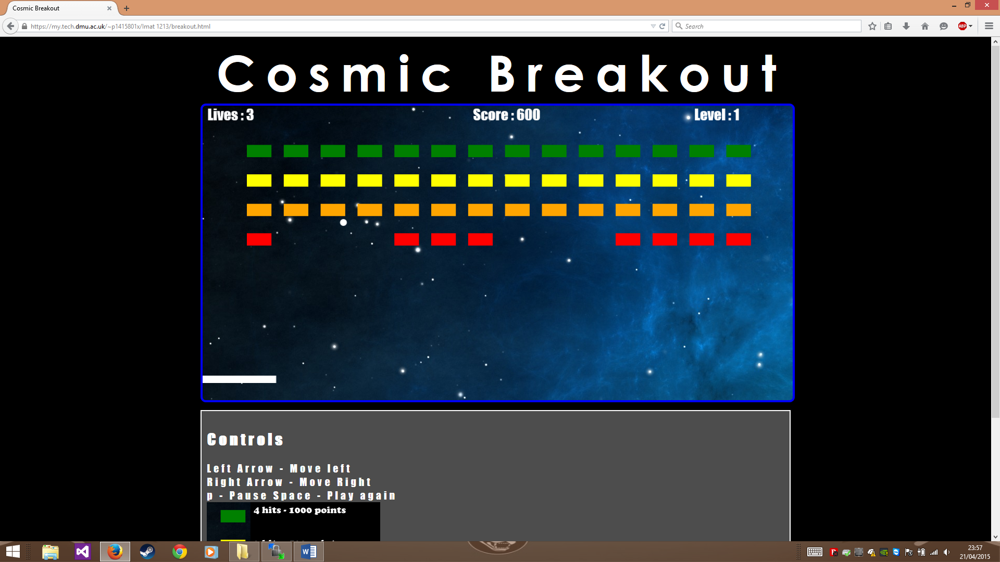 Cosmic Breakout
https://my.tech.dmu.ac.uk/~p1415801x/Imat 1213/breakout.html
Search
ABP
Cosmic Breakout
Lives : 3
Score : 600
Level : 1
Controls
Left Arrow - Move left
Right Arrow - Move Right
p - Pause Space - Play again
4 hits - 1000 points
23:57
21/04/2015